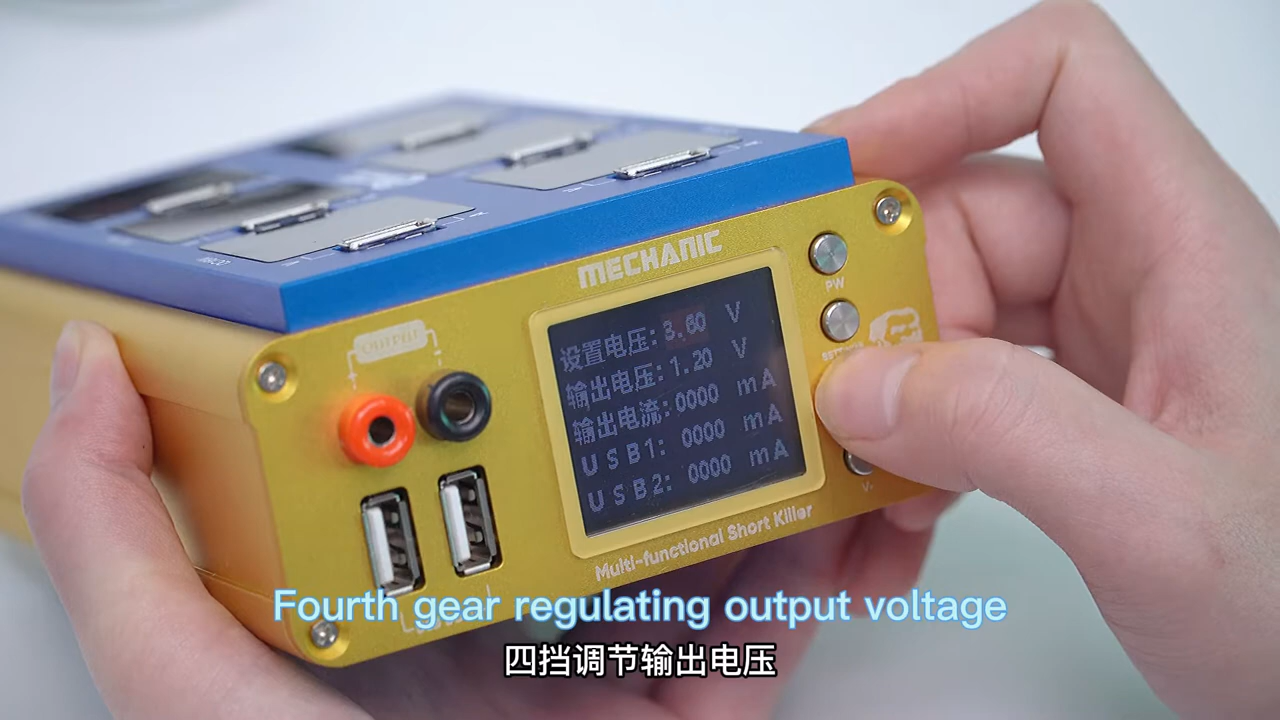 MECHANIC
PW
OUTPUT
+ -
设置电压: 3.60 V
输出电压: 1.20 V
输出电流: 0000 mA
USB1: 0000 mA
USB2: 0000 mA
V-
Multi-functional Short Killer
Fourth gear regulating output voltage
四挡调节输出电压